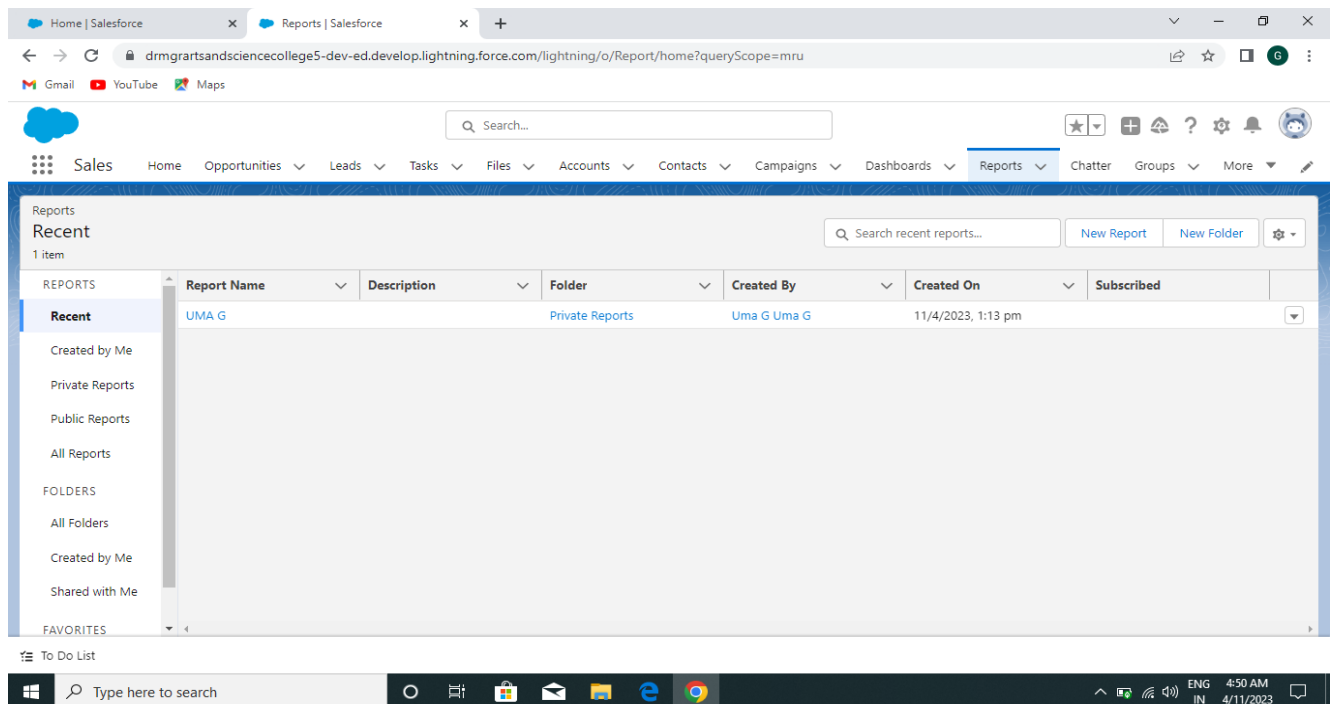 Home | Salesforce
Reports | Salesforce
drmgrartsandsciencecollege5-dev-ed.develop.lightning.force.com/lightning/o/Report/home?queryScope=mru
G
Gmail YouTube Maps
Search...
Sales Home Opportunities Leads Tasks Files Accounts Contacts Campaigns Dashboards Reports Chatter Groups More
Reports
Recent
1 item
Search recent reports...
New Report New Folder
REPORTS
Recent
Created by Me
Private Reports
Public Reports
All Reports
FOLDERS
All Folders
Created by Me
Shared with Me
FAVORITES
Report Name Description Folder Created By Created On Subscribed
UMA G Private Reports Uma G Uma G 11/4/2023, 1:13 pm
To Do List
Type here to search
ENG
IN
4:50 AM
4/11/2023